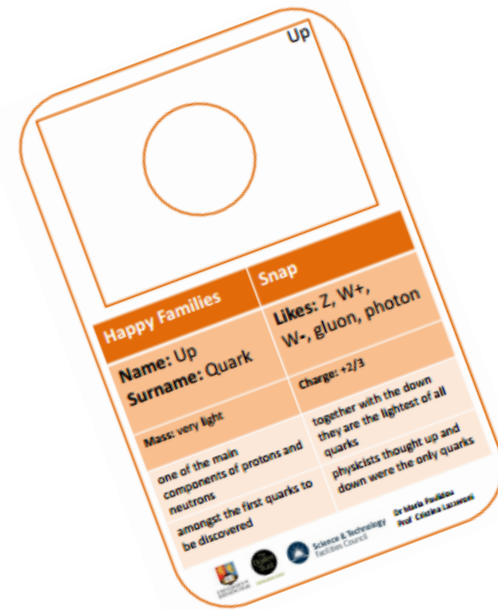 Up
Happy Families
Snap
Name: Up
Surname: Quark
Likes: Z, W+,
W-, gluon, photon
Mass: very light
Charge: +2/3
one of the main
components of protons and
neutrons
together with the down
they are the lightest of all
quarks
amongst the first quarks to
be discovered
physicists thought up and
down were the only quarks
Science & Technology
Facilities Council
Dr Maria Pavlidou
Prof Cristina Lazzeroni